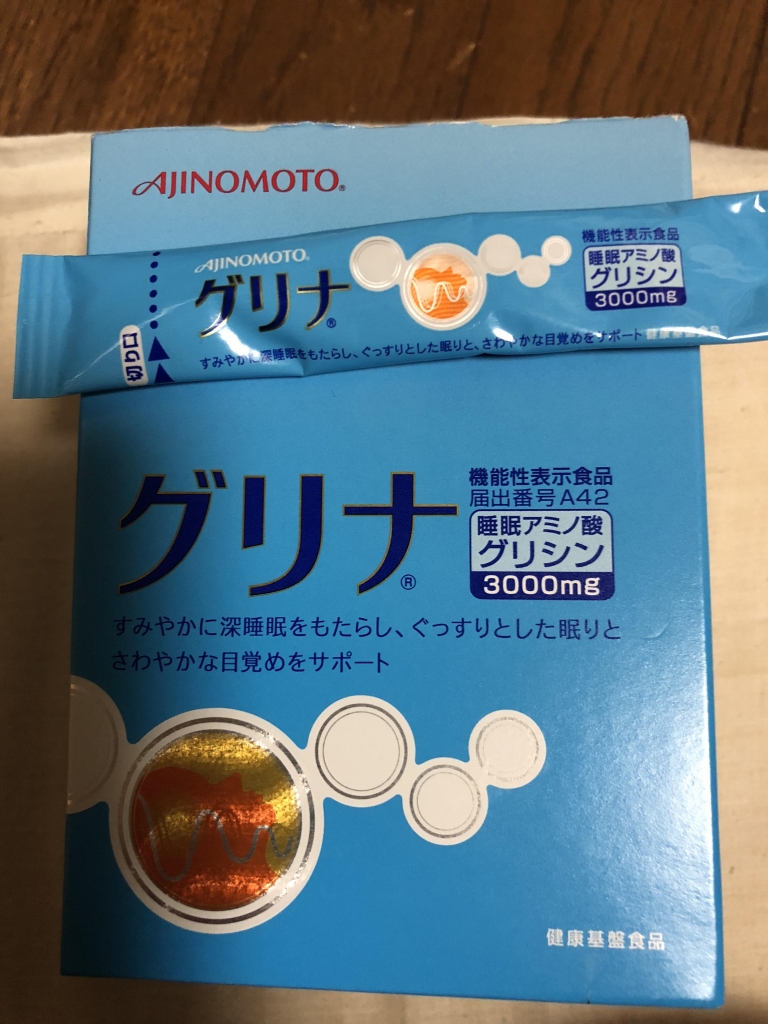 AJINOMOTO®
AJINOMOTO®
グリナ®
機能性表示食品
睡眠アミノ酸
グリシン
3000mg
切り口
すみやかに深睡眠をもたらし、ぐっすりとした眠りと、さわやかな目覚めをサポート 健康基盤食品
グリナ®
機能性表示食品
届出番号A42
睡眠アミノ酸
グリシン
3000mg
すみやかに深睡眠をもたらし、ぐっすりとした眠りと
さわやかな目覚めをサポート
健康基盤食品